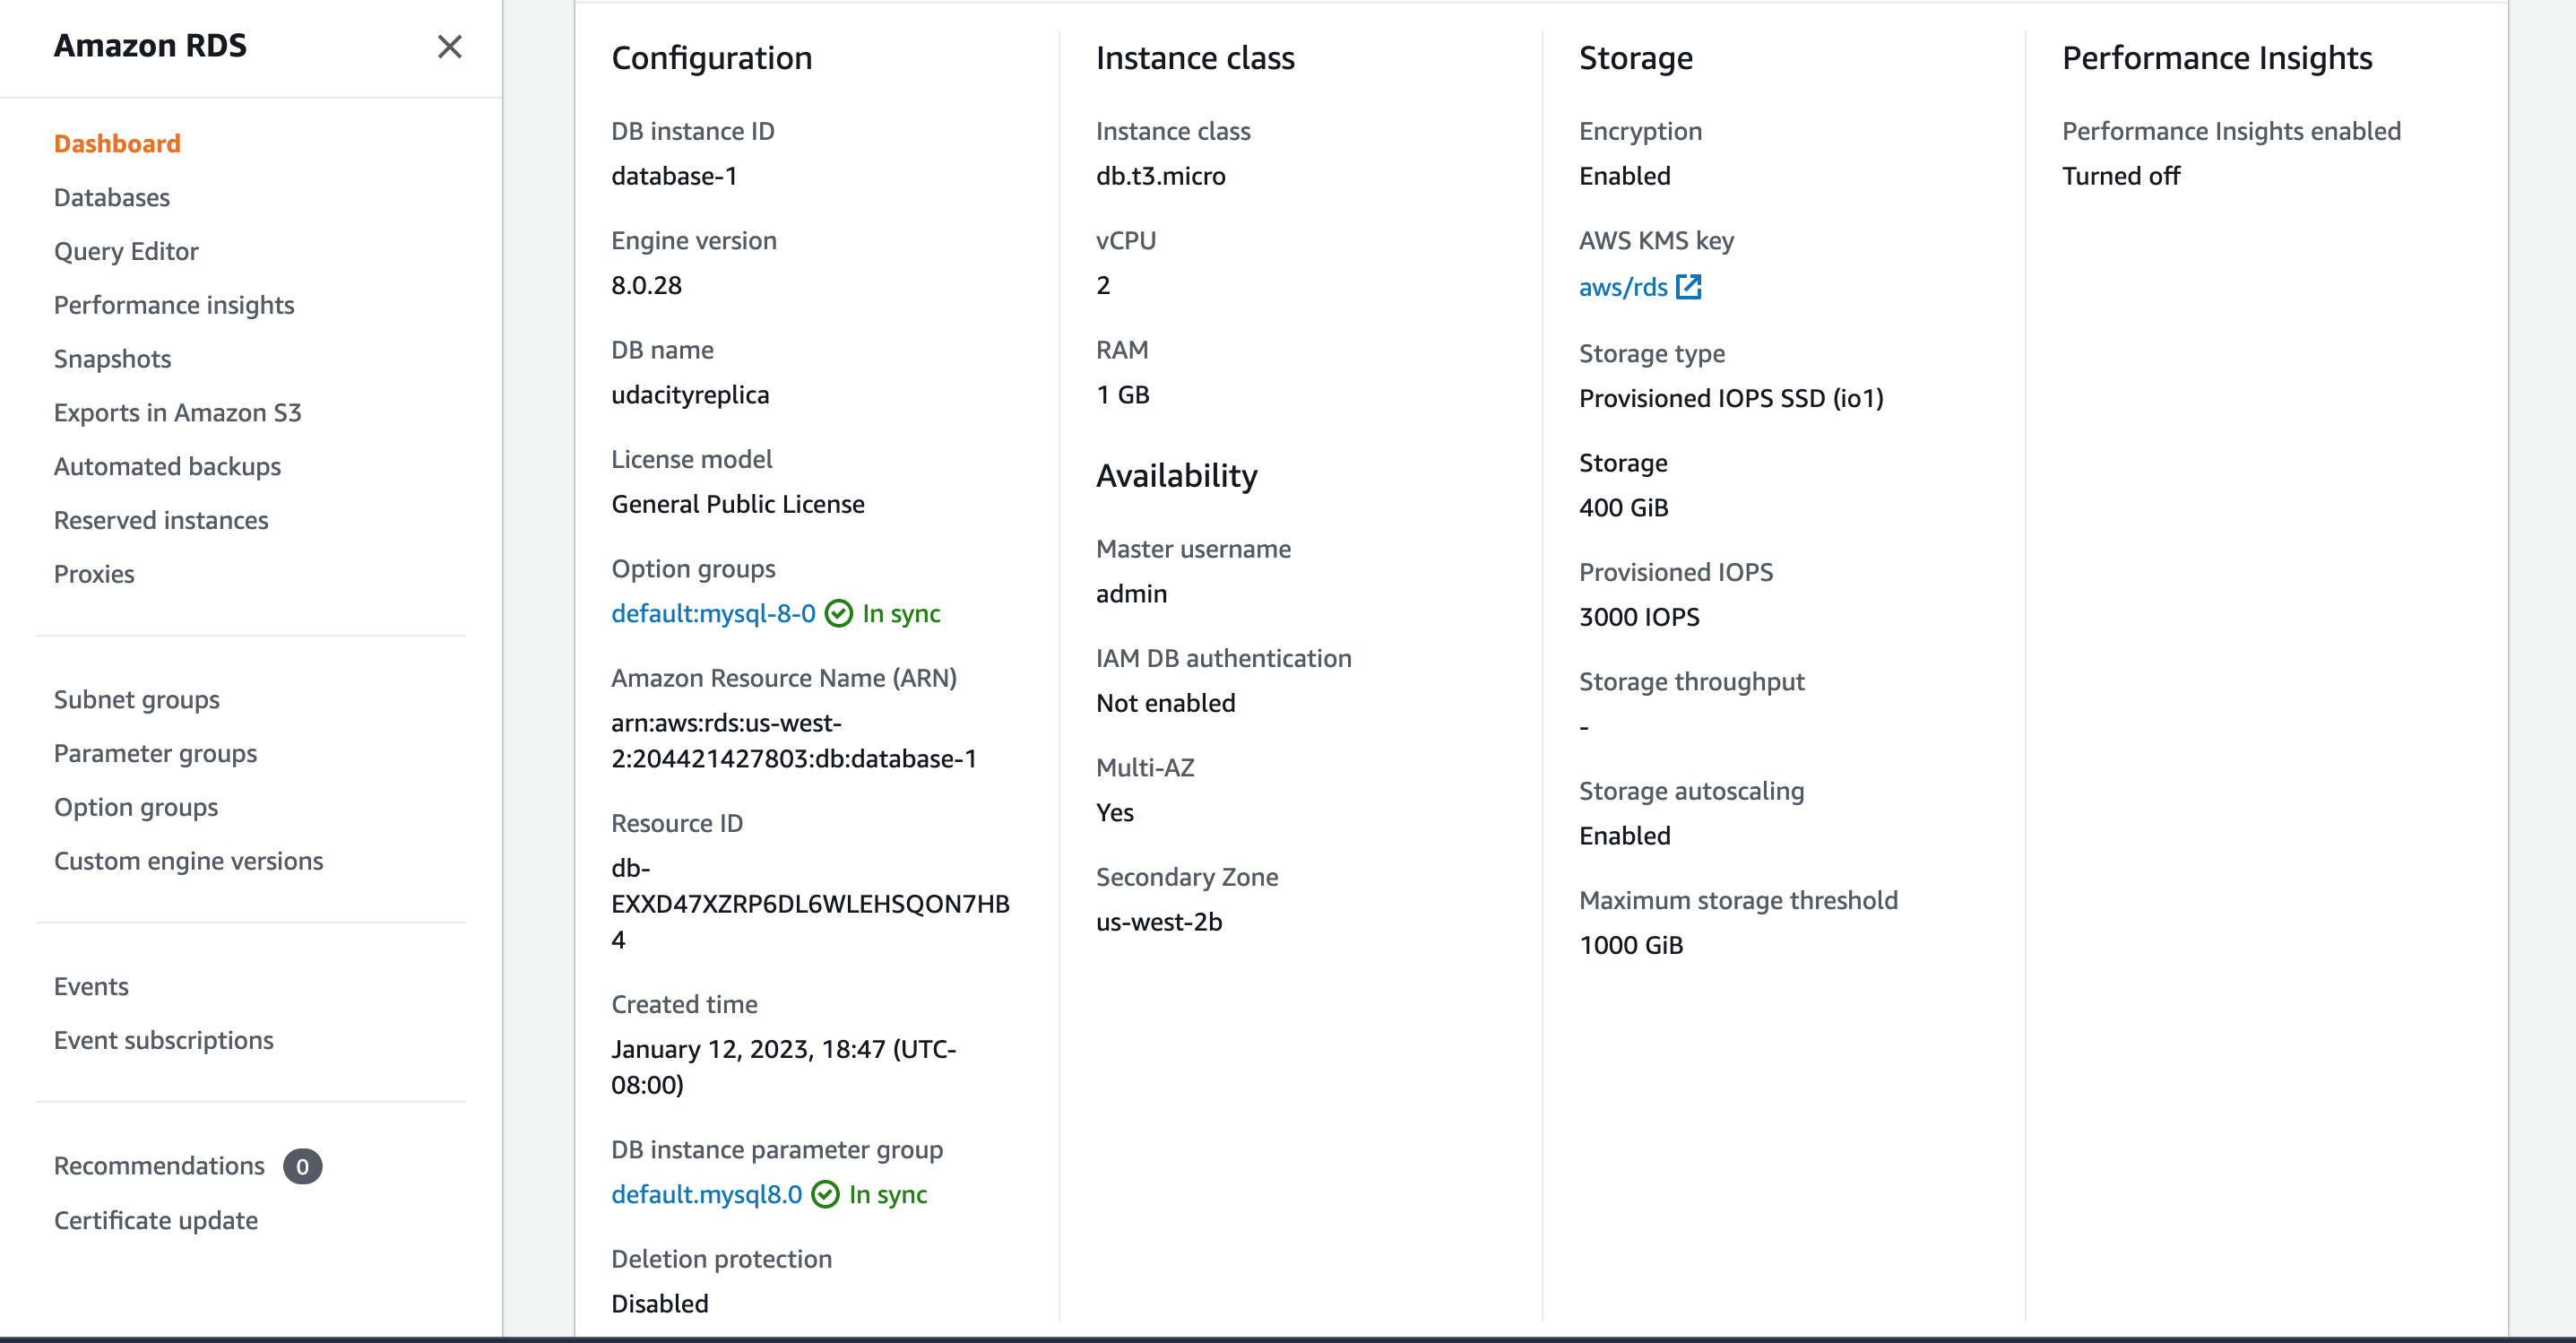 Amazon RDS
Dashboard
Databases
Query Editor
Performance insights
Snapshots
Exports in Amazon S3
Automated backups
Reserved instances
Proxies
Subnet groups
Parameter groups
Option groups
Custom engine versions
Events
Event subscriptions
Recommendations 0
Certificate update
Configuration
DB instance ID
database-1
Engine version
8.0.28
DB name
udacityreplica
License model
General Public License
Option groups
default:mysql-8-0 In sync
Amazon Resource Name (ARN)
arn:aws:rds:us-west-
2:204421427803:db:database-1
Resource ID
db-
EXXD47XZRP6DL6WLEHSQON7HB
4
Created time
January 12, 2023, 18:47 (UTC-
08:00)
DB instance parameter group
default.mysql8.0 In sync
Deletion protection
Disabled
Instance class
Instance class
db.t3.micro
vCPU
2
RAM
1 GB
Availability
Master username
admin
IAM DB authentication
Not enabled
Multi-AZ
Yes
Secondary Zone
us-west-2b
Storage
Encryption
Enabled
AWS KMS key
aws/rds
Storage type
Provisioned IOPS SSD (io1)
Storage
400 GiB
Provisioned IOPS
3000 IOPS
Storage throughput
-
Storage autoscaling
Enabled
Maximum storage threshold
1000 GiB
Performance Insights
Performance Insights enabled
Turned off